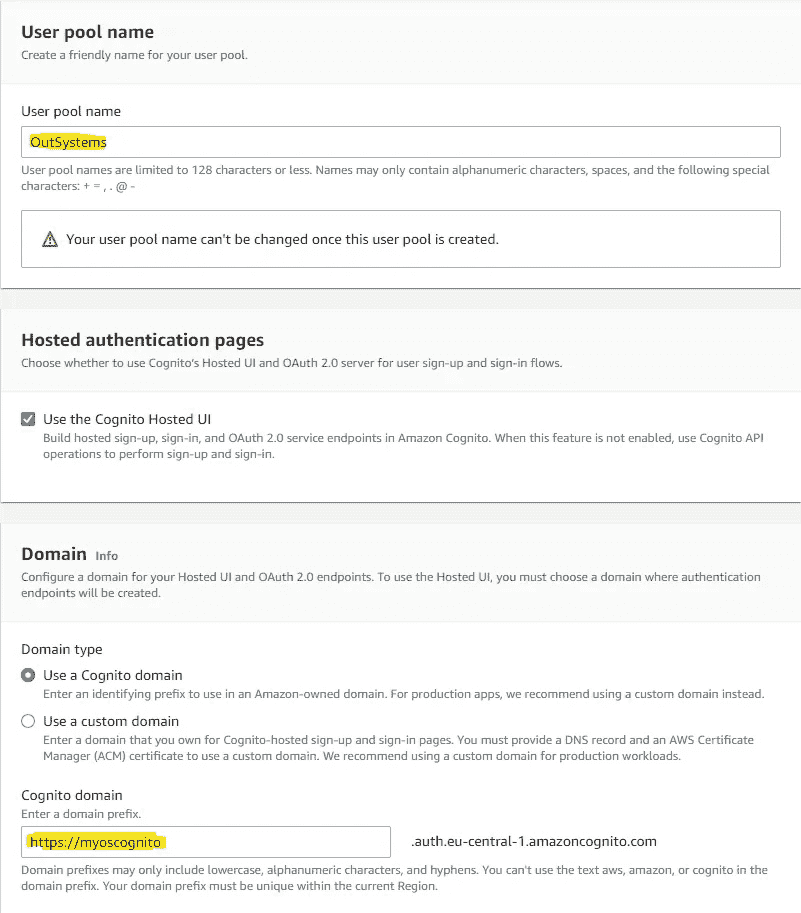 User pool name
Create a friendly name for your user pool.
User pool name
OutSystems
User pool names are limited to 128 characters or less. Names may only contain alphanumeric characters, spaces, and the following special
characters: + = , . @ -
Your user pool name can't be changed once this user pool is created.
Hosted authentication pages
Choose whether to use Cognito's Hosted UI and OAuth 2.0 server for user sign-up and sign-in flows.
Use the Cognito Hosted UI
Build hosted sign-up, sign-in, and OAuth 2.0 service endpoints in Amazon Cognito. When this feature is not enabled, use Cognito API
operations to perform sign-up and sign-in.
Domain Info
Configure a domain for your Hosted UI and OAuth 2.0 endpoints. To use the Hosted UI, you must choose a domain where authentication
endpoints will be created.
Domain type
Use a Cognito domain
Enter an identifying prefix to use in an Amazon-owned domain. For production apps, we recommend using a custom domain instead.
Use a custom domain
Enter a domain that you own for Cognito-hosted sign-up and sign-in pages. You must provide a DNS record and an AWS Certificate
Manager (ACM) certificate to use a custom domain. We recommend using a custom domain for production workloads.
Cognito domain
Enter a domain prefix.
https://myoscognito .auth.eu-central-1.amazoncognito.com
Domain prefixes may only include lowercase, alphanumeric characters, and hyphens. You can't use the text aws, amazon, or cognito in the
domain prefix. Your domain prefix must be unique within the current Region.